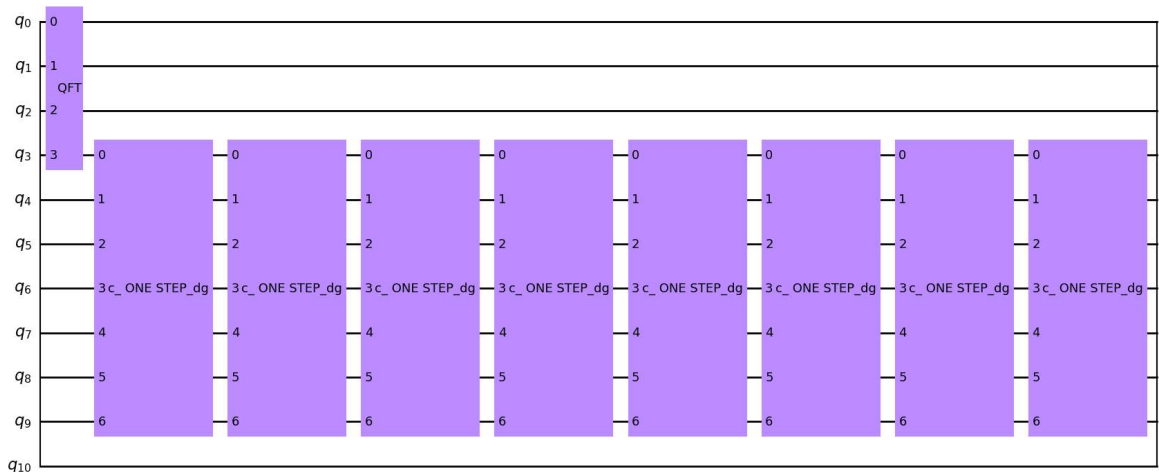 q0 0
q1 1
QFT
q2 2
q3 3 0 0 0 0 0 0 0 0
q4 1 1 1 1 1 1 1 1
q5 2 2 2 2 2 2 2 2
q6 3 c_ ONE STEP_dg 3 c_ ONE STEP_dg 3 c_ ONE STEP_dg 3 c_ ONE STEP_dg 3 c_ ONE STEP_dg 3 c_ ONE STEP_dg 3 c_ ONE STEP_dg 3 c_ ONE STEP_dg
q7 4 4 4 4 4 4 4 4
q8 5 5 5 5 5 5 5 5
q9 6 6 6 6 6 6 6 6
q10